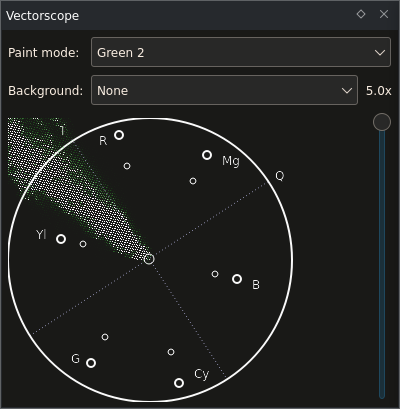 Vectorscope
Paint mode: Green 2
Background: None 5.0x
I
R
Mg
Q
Yl
B
G
Cy